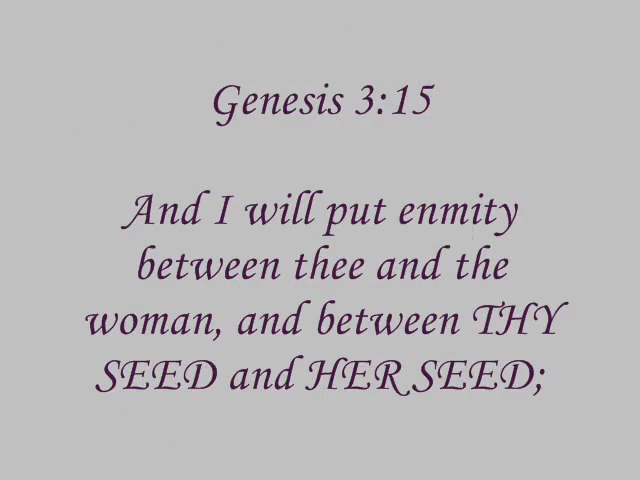 Genesis 3:15
And I will put enmity
between thee and the
woman, and between THY
SEED and HER SEED;